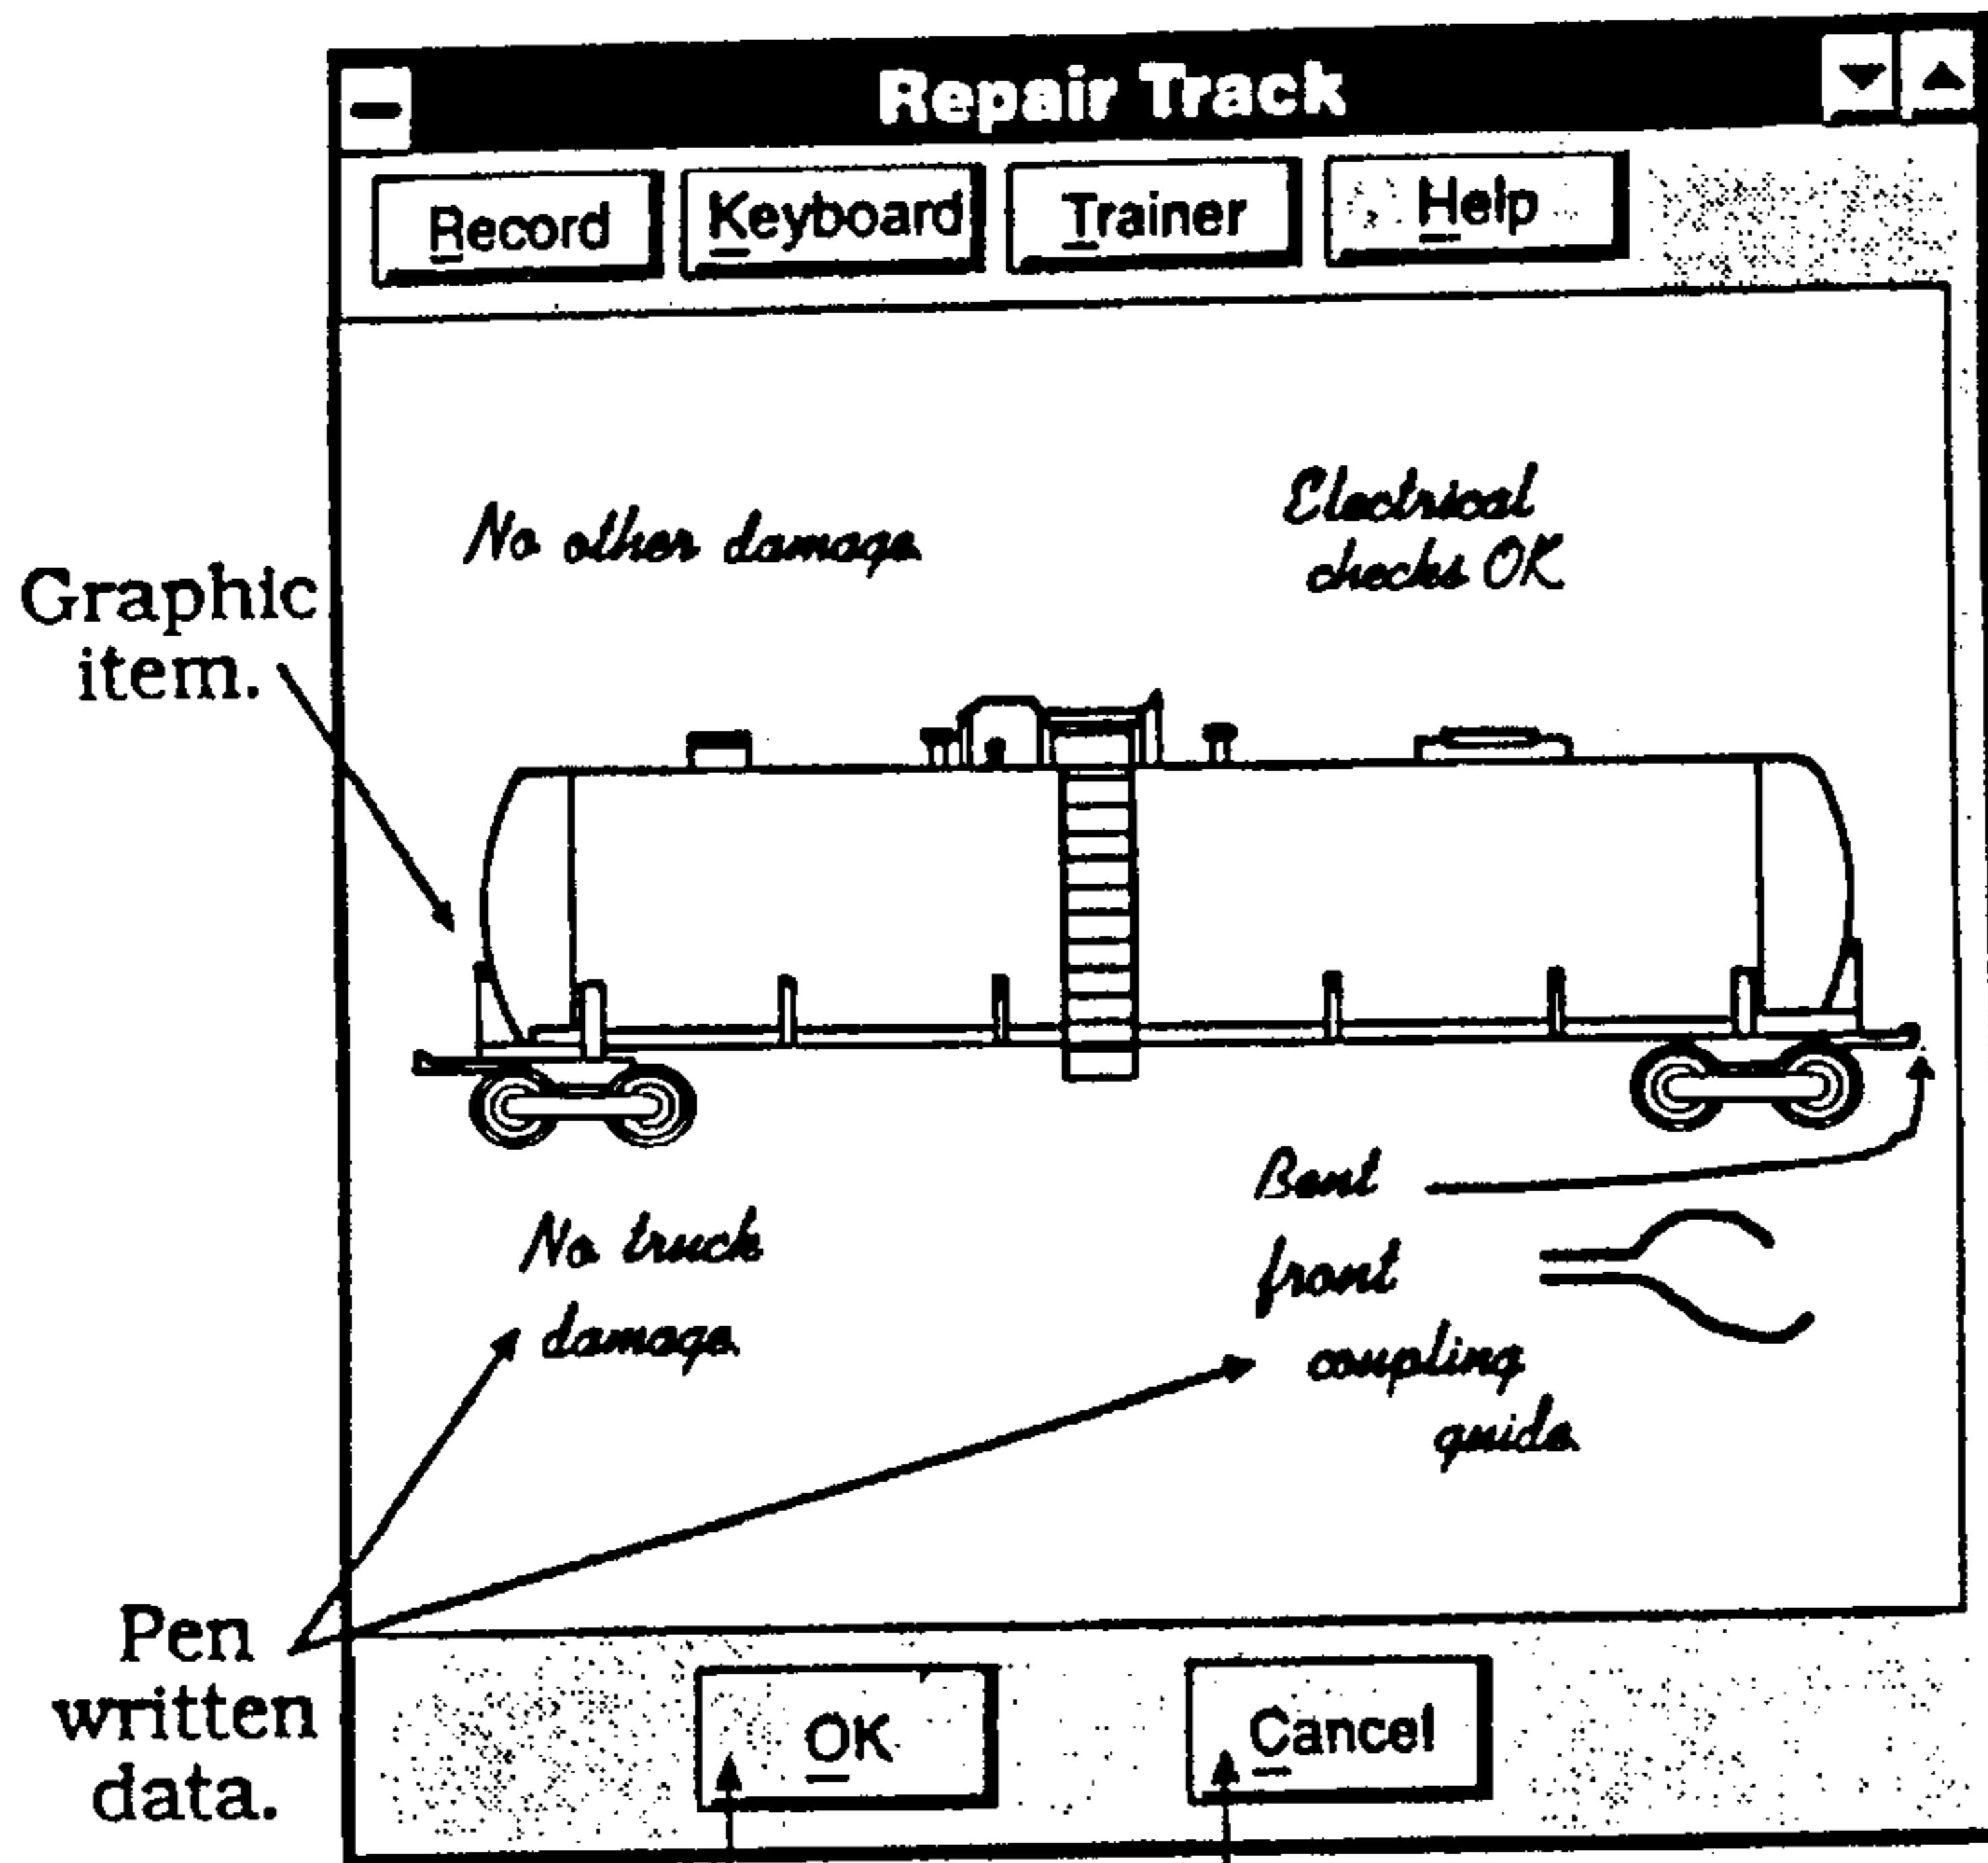 Repair Track
Record Keyboard Trainer Help
No other damage
Electrical
checks OK
Graphic
item.
Bent
front
coupling
guide
No truck
damage
Pen
written
data.
OK Cancel